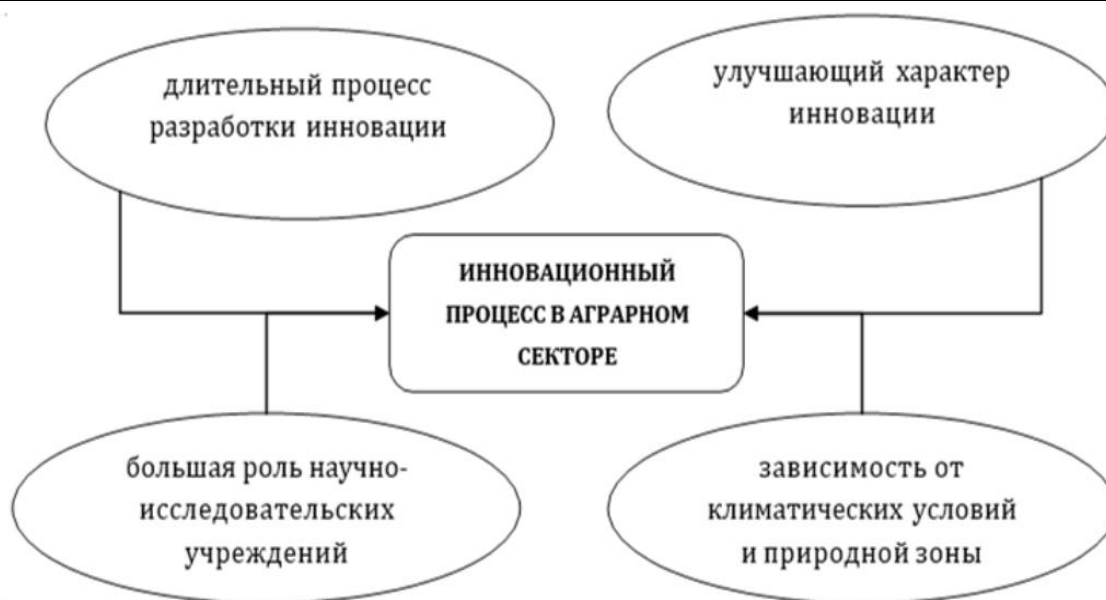 длительный процесс
разработки инновации
улучшающий характер
инновации
ИННОВАЦИОННЫЙ
ПРОЦЕСС В АГРАРНОМ
СЕКТОРЕ
большая роль научно-
исследовательских
учреждений
зависимость от
климатических условий
и природной зоны